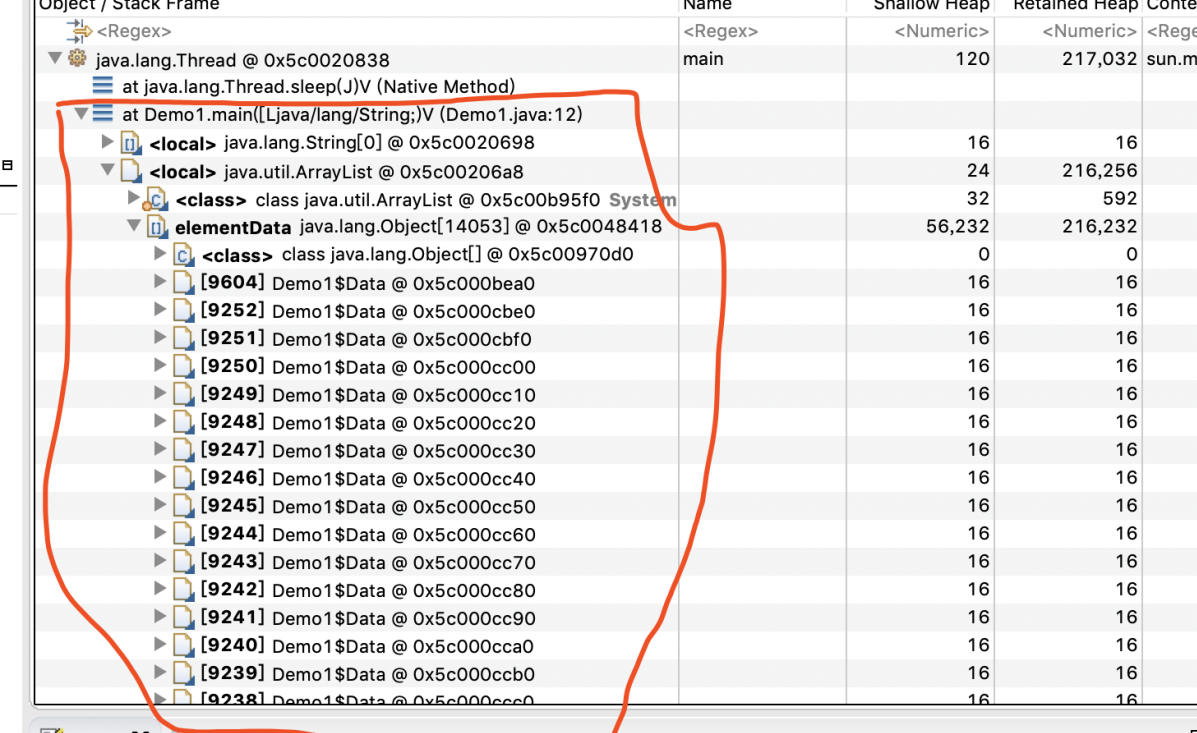 Object / Stack Frame Name Shallow Heap Retained Heap Conte
<Regex> <Regex> <Numeric> <Numeric> <Rege
java.lang.Thread @ 0x5c0020838 main 120 217,032 sun.m
at java.lang.Thread.sleep(J)V (Native Method)
at Demo1.main([Ljava/lang/String;)V (Demo1.java:12)
<local> java.lang.String[0] @ 0x5c0020698 16 16
<local> java.util.ArrayList @ 0x5c00206a8 24 216,256
<class> class java.util.ArrayList @ 0x5c00b95f0 System 32 592
elementData java.lang.Object[14053] @ 0x5c0048418 56,232 216,232
<class> class java.lang.Object[] @ 0x5c00970d0 0 0
[9604] Demo1$Data @ 0x5c000bea0 16 16
[9252] Demo1$Data @ 0x5c000cbe0 16 16
[9251] Demo1$Data @ 0x5c000cbf0 16 16
[9250] Demo1$Data @ 0x5c000cc00 16 16
[9249] Demo1$Data @ 0x5c000cc10 16 16
[9248] Demo1$Data @ 0x5c000cc20 16 16
[9247] Demo1$Data @ 0x5c000cc30 16 16
[9246] Demo1$Data @ 0x5c000cc40 16 16
[9245] Demo1$Data @ 0x5c000cc50 16 16
[9244] Demo1$Data @ 0x5c000cc60 16 16
[9243] Demo1$Data @ 0x5c000cc70 16 16
[9242] Demo1$Data @ 0x5c000cc80 16 16
[9241] Demo1$Data @ 0x5c000cc90 16 16
[9240] Demo1$Data @ 0x5c000cca0 16 16
[9239] Demo1$Data @ 0x5c000ccb0 16 16
[9238] Demo1$Data @ 0x5c000ccc0 16 16